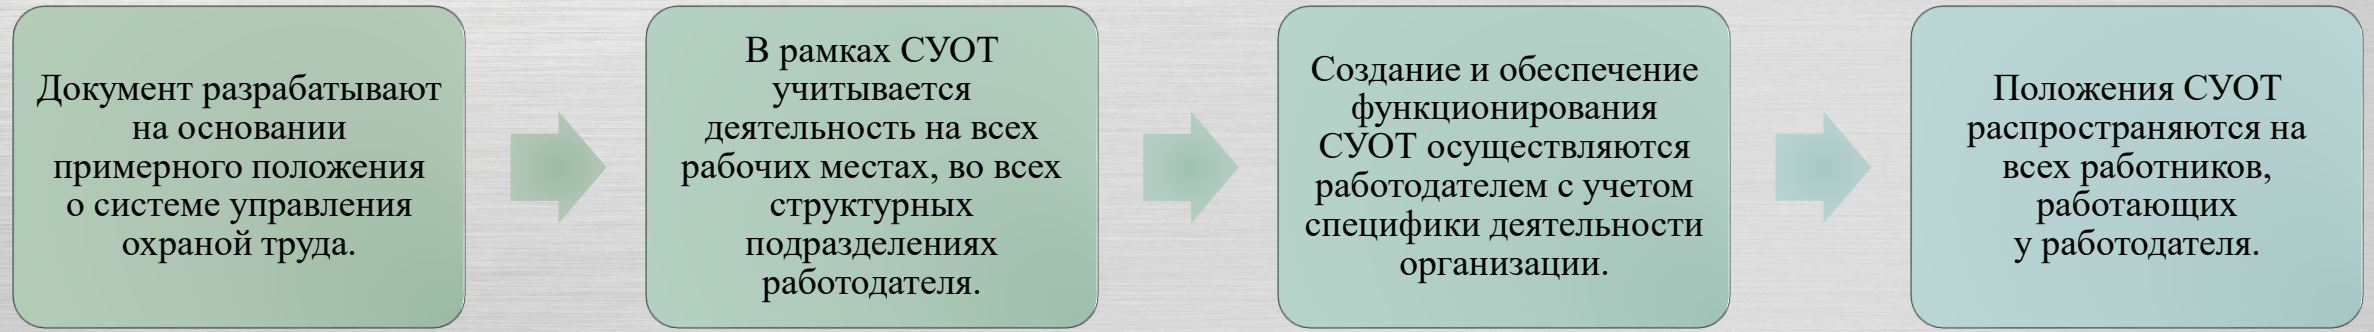 Документ разрабатывают
на основании
примерного положения
о системе управления
охраной труда.
В рамках СУОТ
учитывается
деятельность на всех
рабочих местах, во всех
структурных
подразделениях
работодателя.
Создание и обеспечение
функционирования
СУОТ осуществляются
работодателем с учетом
специфики деятельности
организации.
Положения СУОТ
распространяются на
всех работников,
работающих
у работодателя.